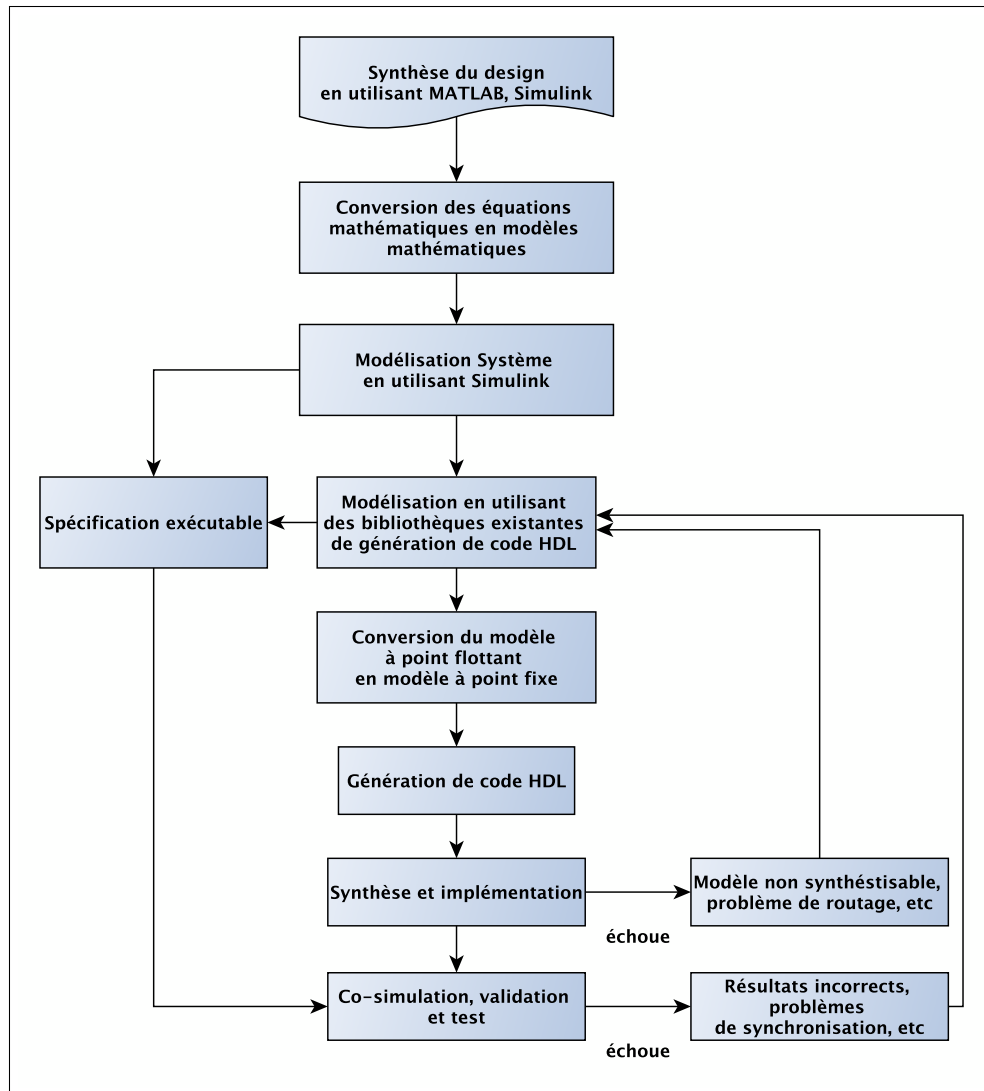 Synthèse du design
en utilisant MATLAB, Simulink
Conversion des équations
mathématiques en modèles
mathématiques
Modélisation Système
en utilisant Simulink
Spécification exécutable
Modélisation en utilisant
des bibliothèques existantes
de génération de code HDL
Conversion du modèle
à point flottant
en modèle à point fixe
Génération de code HDL
Synthèse et implémentation
Modèle non synthéstisable,
problème de routage, etc
échoue
Co-simulation, validation
et test
Résultats incorrects,
problèmes
de synchronisation, etc
échoue